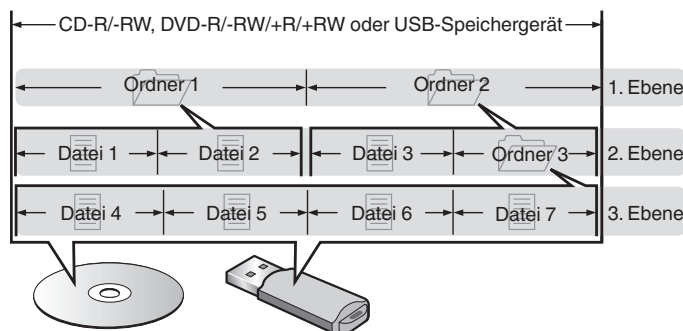 CD-R/-RW, DVD-R/-RW/+R/+RW oder USB-Speichergerät
Ordner 1 Ordner 2 1. Ebene
Datei 1 Datei 2 Datei 3 Ordner 3 2. Ebene
Datei 4 Datei 5 Datei 6 Datei 7 3. Ebene